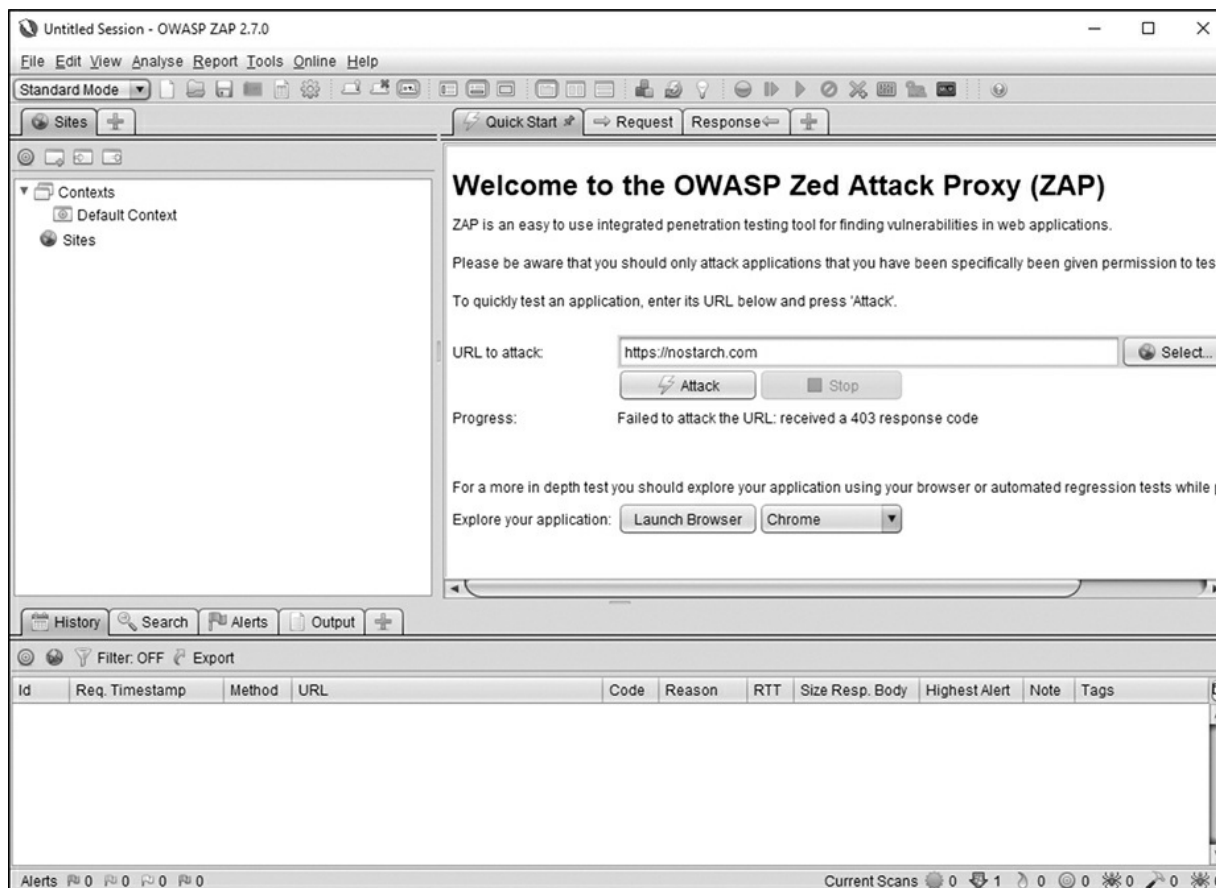 Untitled Session - OWASP ZAP 2.7.0
File Edit View Analyse Report Tools Online Help
Standard Mode
Sites
Quick Start Request Response
Contexts
Default Context
Sites
Welcome to the OWASP Zed Attack Proxy (ZAP)
ZAP is an easy to use integrated penetration testing tool for finding vulnerabilities in web applications.
Please be aware that you should only attack applications that you have been specifically been given permission to tes
To quickly test an application, enter its URL below and press 'Attack'.
URL to attack: https://nostarch.com Select...
Attack Stop
Progress: Failed to attack the URL: received a 403 response code
For a more in depth test you should explore your application using your browser or automated regression tests while
Explore your application: Launch Browser Chrome
History Search Alerts Output
Filter: OFF Export
Id Req. Timestamp Method URL Code Reason RTT Size Resp. Body Highest Alert Note Tags
Alerts 0 0 0 0 Current Scans 0 1 0 0 0 0